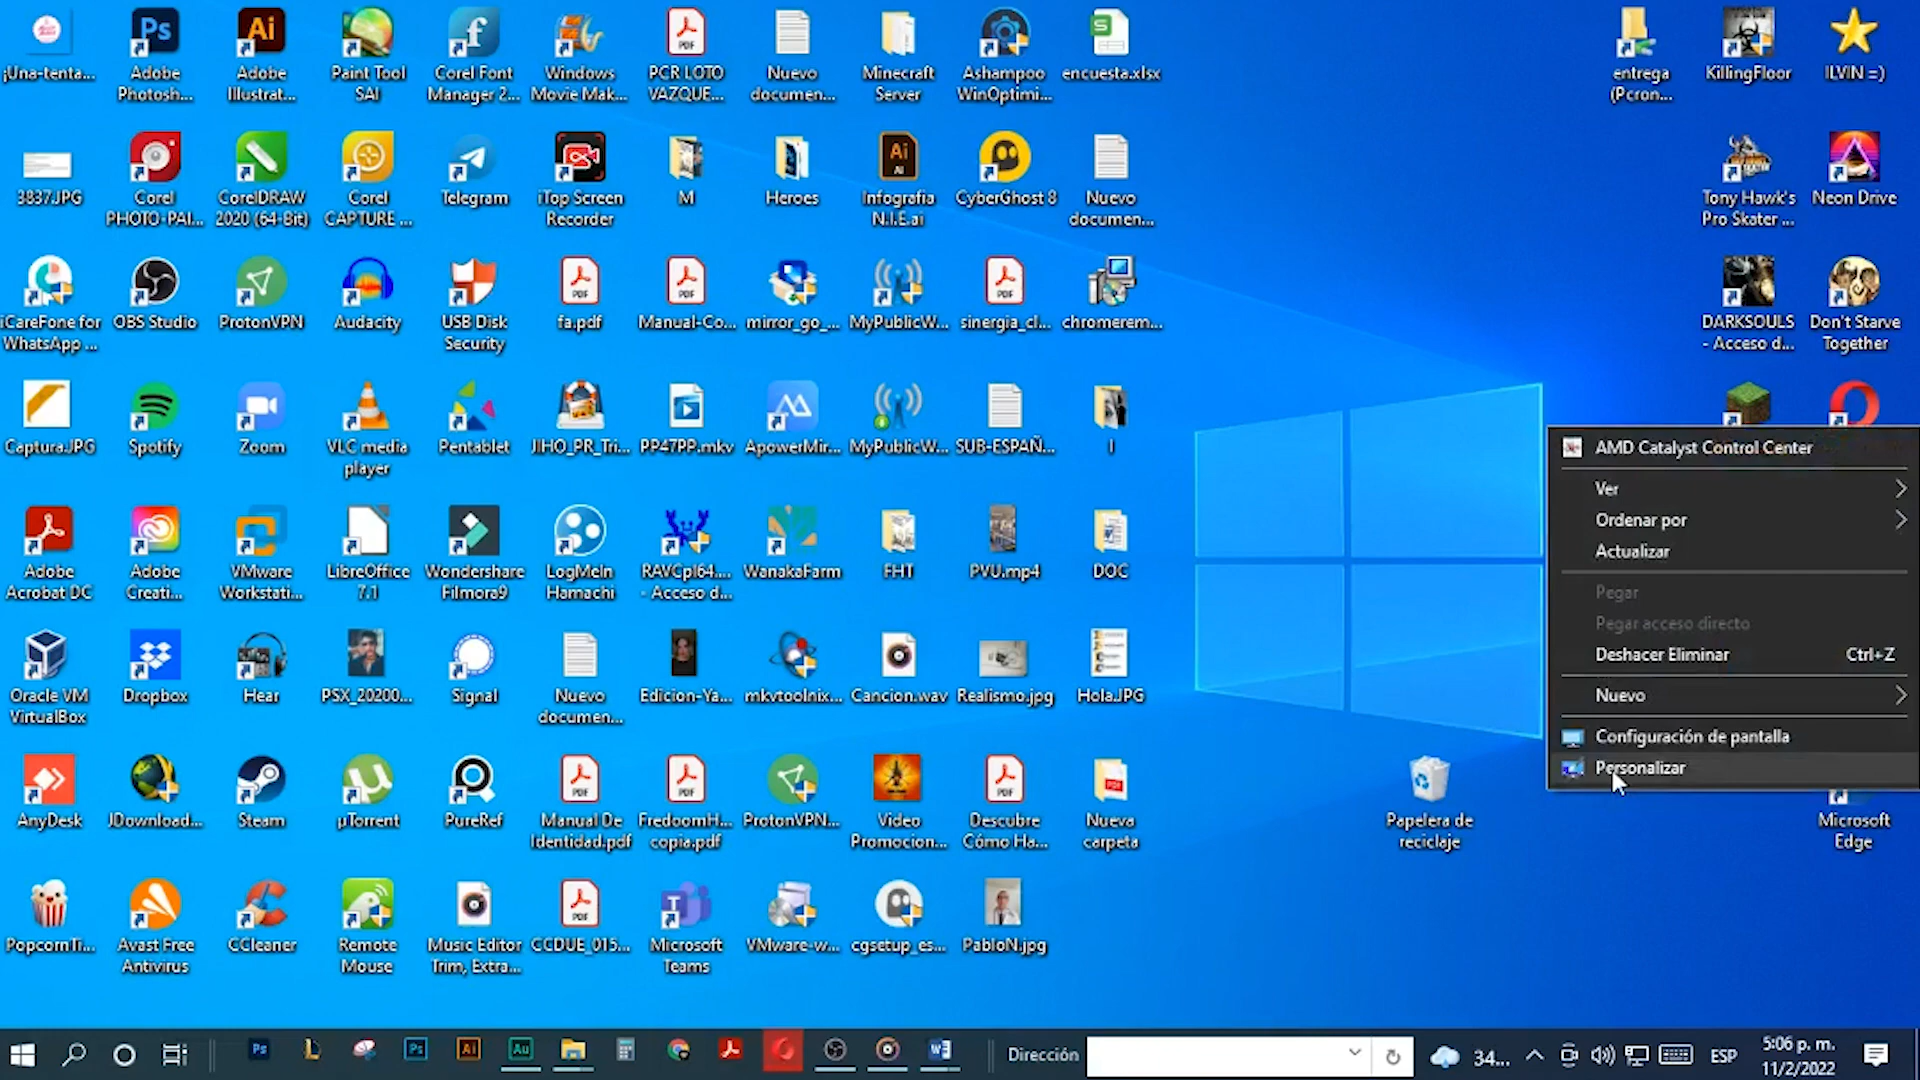 ¡Una-tenta...
Adobe
Photosh...
Adobe
Illustrat...
Paint Tool
SAI
Corel Font
Manager 2...
Windows
Movie Mak...
PCR LOTO
VAZQUE...
Nuevo
documen...
Minecraft
Server
Ashampoo
WinOptimi...
encuesta.xlsx
entrega
(Pcron...
KillingFloor
ILVIN =)
3837.JPG
Corel
PHOTO-PAI...
CorelDRAW
2020 (64-Bit)
Corel
CAPTURE ...
Telegram
iTop Screen
Recorder
M
Heroes
Infografia
N.I.E.ai
CyberGhost 8
Nuevo
documen...
Tony Hawk's
Pro Skater ...
Neon Drive
iCareFone for
WhatsApp ...
OBS Studio
ProtonVPN
Audacity
USB Disk
Security
fa.pdf
Manual-Co...
mirror_go_...
MyPublicW...
sinergia_cl...
chromerem...
DARKSOULS
- Acceso d...
Don't Starve
Together
Captura.JPG
Spotify
Zoom
VLC media
player
Pentablet
JIHO_PR_Tri...
PP47PP.mkv
ApowerMir...
MyPublicW...
SUB-ESPAÑ...
I
Adobe
Acrobat DC
Adobe
Creati...
VMware
Workstati...
LibreOffice
7.1
Wondershare
Filmora9
LogMeIn
Hamachi
RAVCpl64....
- Acceso d...
WanakaFarm
FHT
PVU.mp4
DOC
Oracle VM
VirtualBox
Dropbox
Hear
PSX_20200...
Signal
Nuevo
documen...
Edicion-Ya...
mkvtoolnix...
Cancion.wav
Realismo.jpg
Hola.JPG
AMD Catalyst Control Center
Ver
Ordenar por
Actualizar
Pegar
Pegar acceso directo
Deshacer Eliminar Ctrl+Z
Nuevo
Configuración de pantalla
Personalizar
AnyDesk
JDownload...
Steam
µTorrent
PureRef
Manual De
Identidad.pdf
FredoomH...
copia.pdf
ProtonVPN...
Video
Promocion...
Descubre
Cómo Ha...
Nueva
carpeta
Papelera de
reciclaje
Microsoft
Edge
PopcornTi...
Avast Free
Antivirus
CCleaner
Remote
Mouse
Music Editor
Trim, Extra...
CCDUE_015...
Microsoft
Teams
VMware-w...
cgsetup_es...
PabloN.jpg
Dirección
34...
ESP
5:06 p. m.
11/2/2022